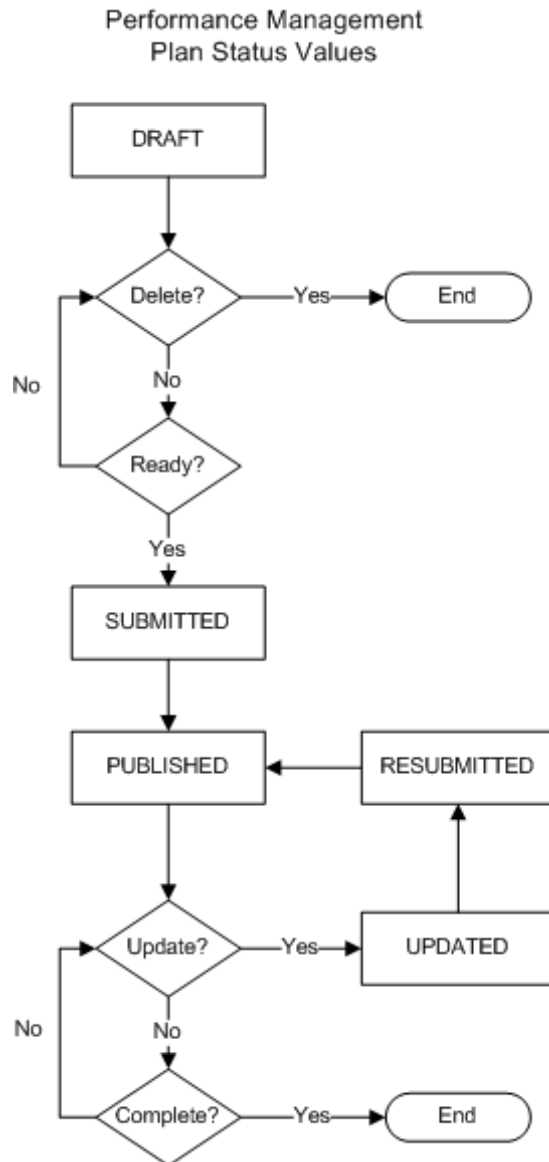 Performance Management
Plan Status Values
DRAFT
Delete?
Yes
End
No
No
Ready?
Yes
SUBMITTED
PUBLISHED
RESUBMITTED
Update?
Yes
UPDATED
No
No
Complete?
Yes
End